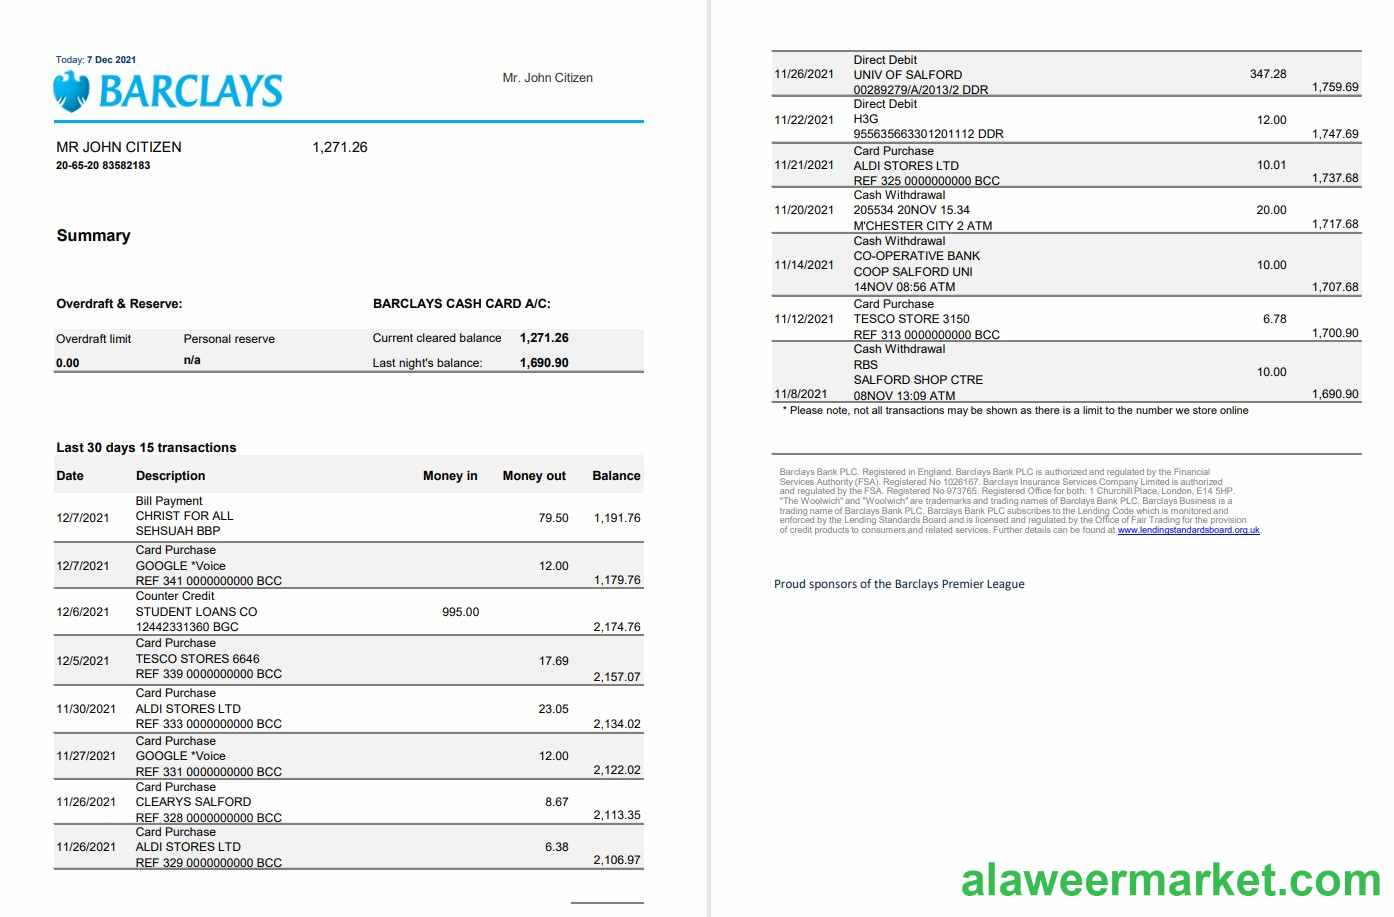 Today: 7 Dec 2021
BARCLAYS
Mr. John Citizen
MR JOHN CITIZEN 1,271.26
20-65-20 83582183
Summary
Overdraft & Reserve: BARCLAYS CASH CARD A/C:
Overdraft limit Personal reserve Current cleared balance 1,271.26
0.00 n/a Last night's balance: 1,690.90
Last 30 days 15 transactions
Date Description Money in Money out Balance
Bill Payment
12/7/2021 CHRIST FOR ALL 79.50 1,191.76
SEHSUAH BBP
Card Purchase
12/7/2021 GOOGLE *Voice 12.00
REF 341 0000000000 BCC 1,179.76
Counter Credit
12/6/2021 STUDENT LOANS CO 995.00
12442331360 BGC 2,174.76
Card Purchase
12/5/2021 TESCO STORES 6646 17.69
REF 339 0000000000 BCC 2,157.07
Card Purchase
11/30/2021 ALDI STORES LTD 23.05
REF 333 0000000000 BCC 2,134.02
Card Purchase
11/27/2021 GOOGLE *Voice 12.00
REF 331 0000000000 BCC 2,122.02
Card Purchase
11/26/2021 CLEARYS SALFORD 8.67
REF 328 0000000000 BCC 2,113.35
Card Purchase
11/26/2021 ALDI STORES LTD 6.38
REF 329 0000000000 BCC 2,106.97
Direct Debit
11/26/2021 UNIV OF SALFORD 347.28
00289279/A/2013/2 DDR 1,759.69
Direct Debit
11/22/2021 H3G 12.00
955635663301201112 DDR 1,747.69
Card Purchase
11/21/2021 ALDI STORES LTD 10.01
REF 325 0000000000 BCC 1,737.68
Cash Withdrawal
11/20/2021 205534 20NOV 15.34 20.00
M'CHESTER CITY 2 ATM 1,717.68
Cash Withdrawal
CO-OPERATIVE BANK
11/14/2021 COOP SALFORD UNI 10.00
14NOV 08:56 ATM 1,707.68
Card Purchase
11/12/2021 TESCO STORE 3150 6.78
REF 313 0000000000 BCC 1,700.90
Cash Withdrawal
RBS
SALFORD SHOP CTRE 10.00
11/8/2021 08NOV 13:09 ATM 1,690.90
* Please note, not all transactions may be shown as there is a limit to the number we store online
Barclays Bank PLC. Registered in England. Barclays Bank PLC is authorized and regulated by the Financial
Services Authority (FSA). Registered No 1026167. Barclays Insurance Services Company Limited is authorized
and regulated by the FSA. Registered No 973765. Registered Office for both: 1 Churchill Place, London, E14 5HP.
"The Woolwich" and "Woolwich" are trademarks and trading names of Barclays Bank PLC. Barclays Business is a
trading name of Barclays Bank PLC. Barclays Bank PLC subscribes to the Lending Code which is monitored and
enforced by the Lending Standards Board and is licensed and regulated by the Office of Fair Trading for the provision
of credit products to consumers and related services. Further details can be found at www.lendingstandardsboard.org.uk.
Proud sponsors of the Barclays Premier League
alaweermarket.com